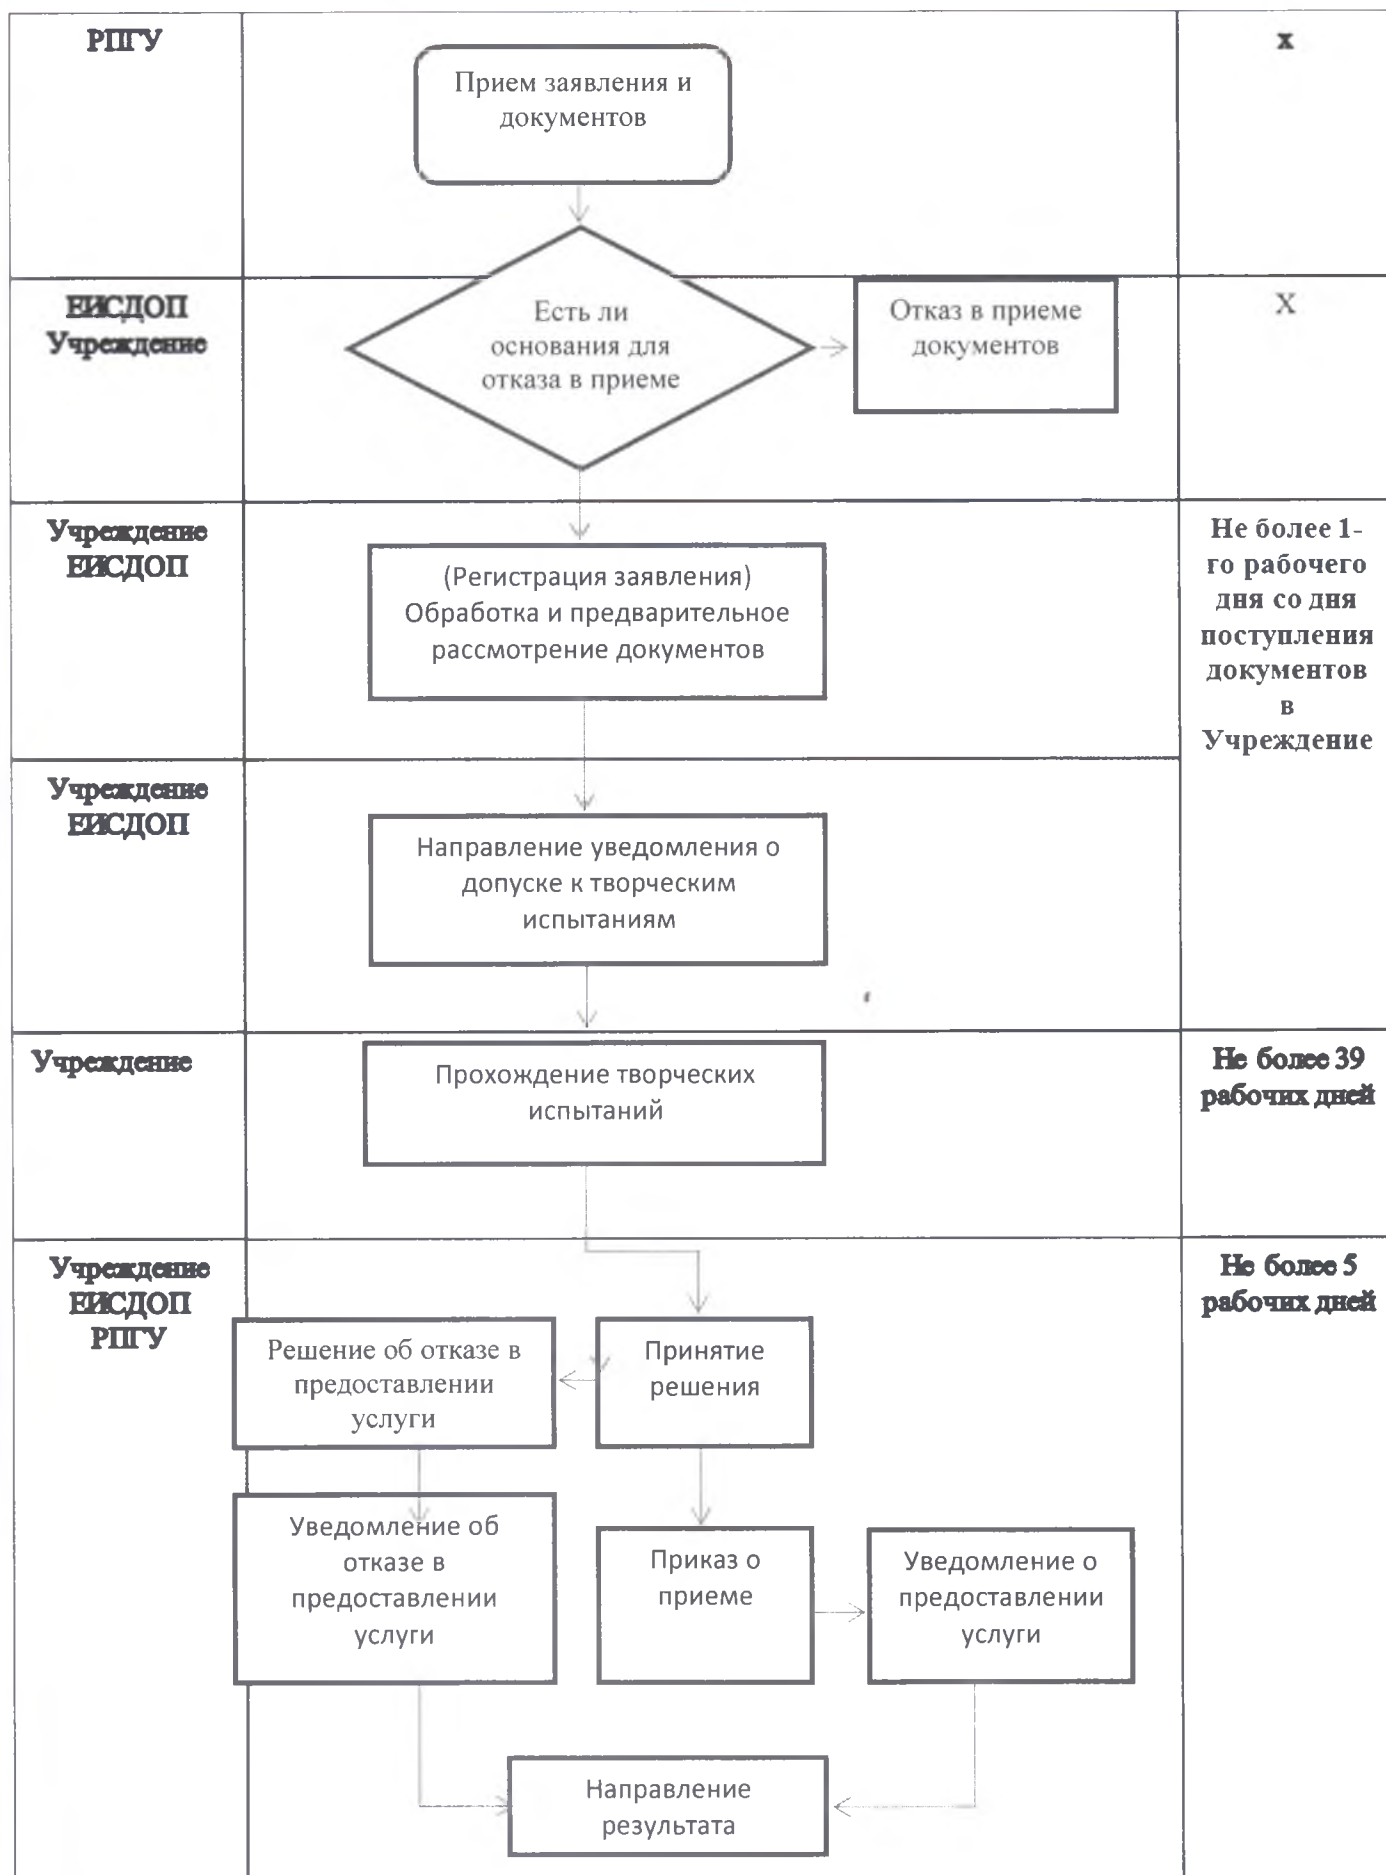 РПГУ
Прием заявления и
документов
х
ЕИСДОП
Учреждение
Есть ли
основания для
отказа в приеме
Отказ в приеме
документов
Х
Учреждение
ЕИСДОП
(Регистрация заявления)
Обработка и предварительное
рассмотрение документов
Не более 1-
го рабочего
дня со дня
поступления
документов
в
Учреждение
Учреждение
ЕИСДОП
Направление уведомления о
допуске к творческим
испытаниям
Учреждение
Прохождение творческих
испытаний
Не более 39
рабочих дней
Учреждение
ЕИСДОП
РПГУ
Решение об отказе в
предоставлении
услуги
Принятие
решения
Не более 5
рабочих дней
Уведомление об
отказе в
предоставлении
услуги
Приказ о
приеме
Уведомление о
предоставлении
услуги
Направление
результата